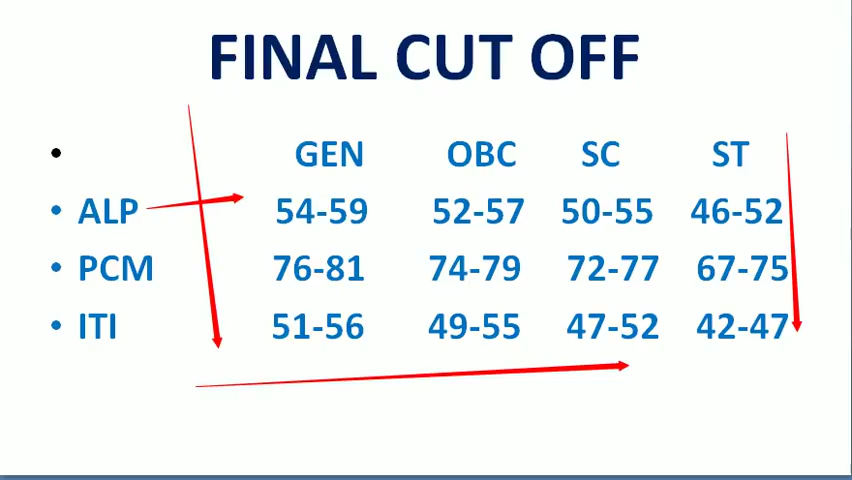 FINAL CUT OFF
• GEN OBC SC ST
• ALP 54-59 52-57 50-55 46-52
• PCM 76-81 74-79 72-77 67-75
• ITI 51-56 49-55 47-52 42-47